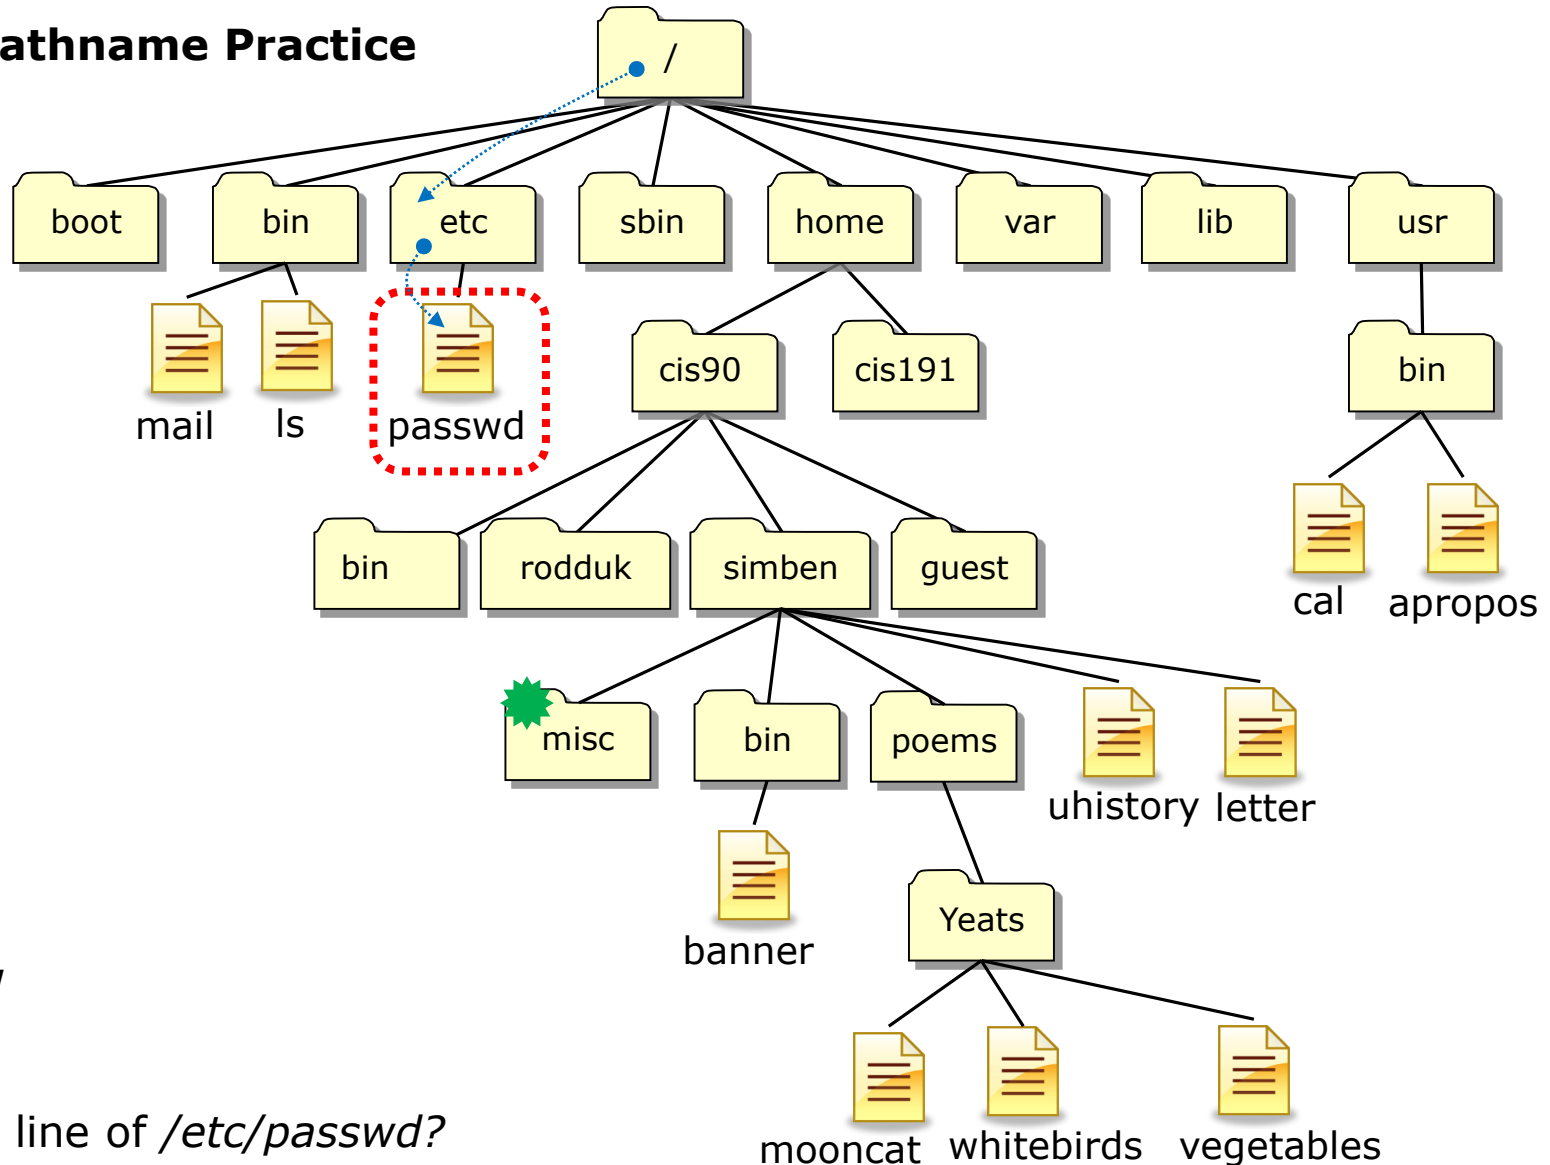 athname Practice
/
boot bin etc sbin home var lib usr
mail ls passwd cis90 cis191 bin
bin rodduk simben guest
cal apropos
misc bin poems
uhistory letter
banner Yeats
line of /etc/passwd?
mooncat whitebirds vegetables